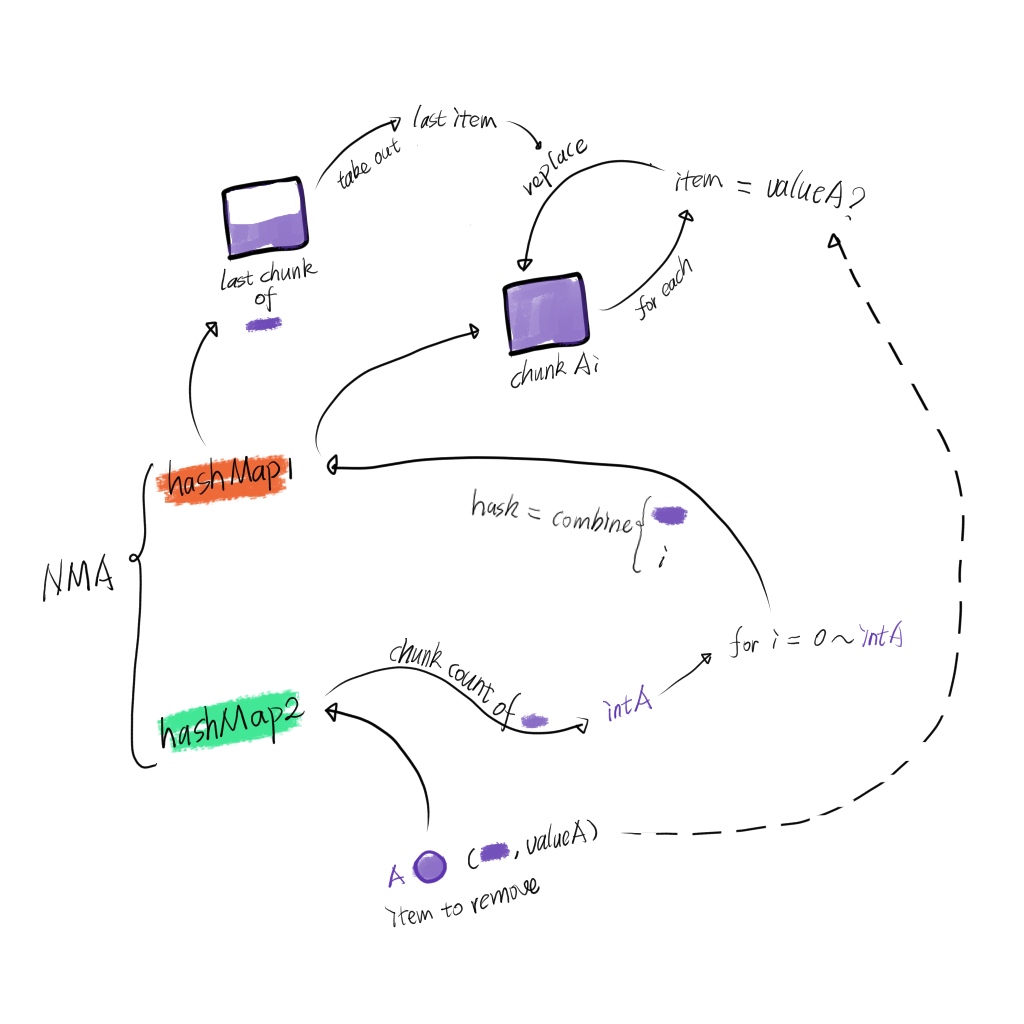 last item
take out
replace
item = valueA?
last chunk
of
for each
chunk Ai
hashMap1
hask = combine{
i
NMA
for i = 0 ~ intA
chunk count of
intA
hashMap2
A ( , valueA)
item to remove